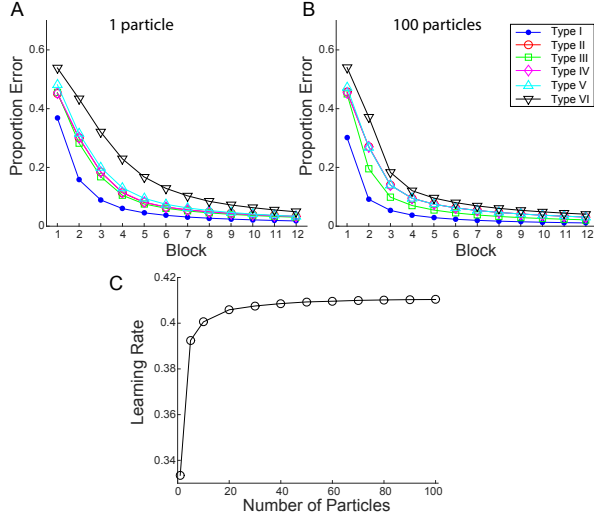 A
1 particle
B
100 particles
Type I
Type II
Type III
Type IV
Type V
Type VI
Proportion Error
0.6
0.4
0.2
0
1 2 3 4 5 6 7 8 9 10 11 12
Block
Proportion Error
0.6
0.4
0.2
0
1 2 3 4 5 6 7 8 9 10 11 12
Block
C
Learning Rate
0.42
0.4
0.38
0.36
0.34
0 20 40 60 80 100
Number of Particles